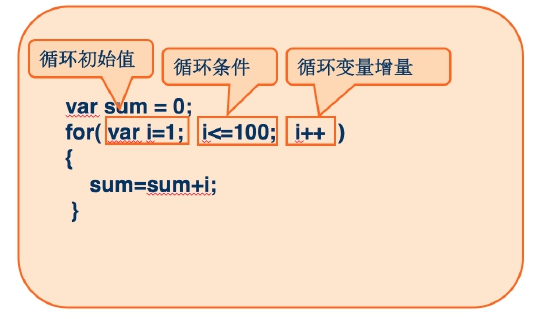 循环初始值 循环条件 循环变量增量
var sum = 0;
for( var i=1; i<=100; i++ )
{
sum=sum+i;
}